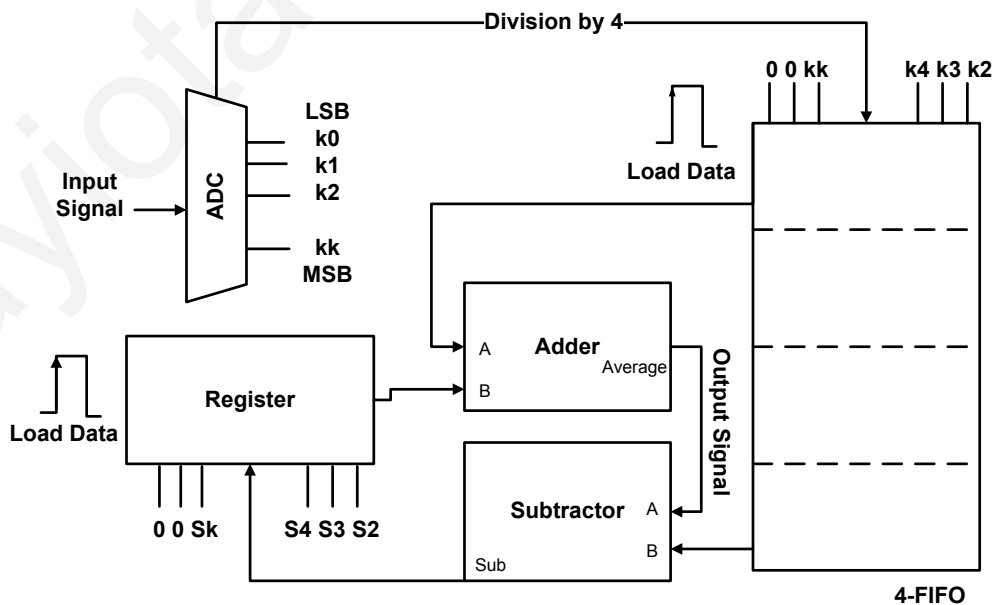 Division by 4
0 0 kk
k4 k3 k2
LSB
k0
k1
k2
kk
MSB
ADC
Input
Signal
Load Data
A
B
Adder
Average
Output Signal
Register
Load Data
0 0 Sk
S4 S3 S2
Subtractor
A
B
Sub
4-FIFO